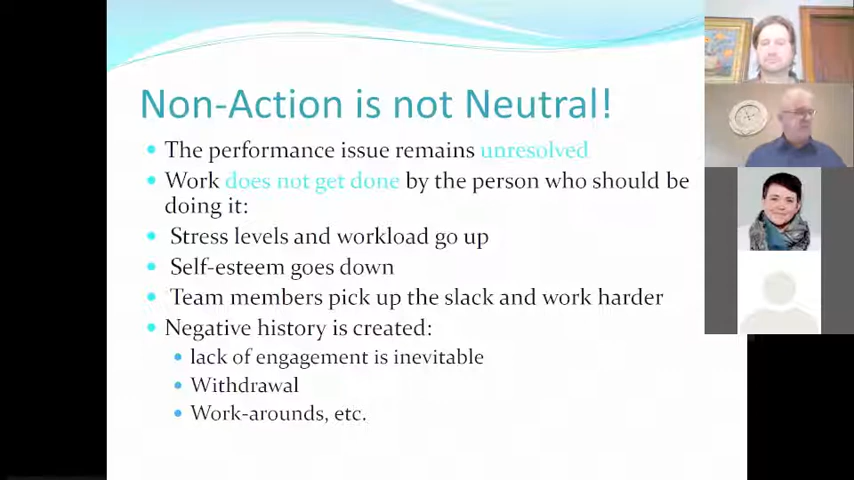 Non-Action is not Neutral!
• The performance issue remains unresolved
• Work does not get done by the person who should be
doing it:
• Stress levels and workload go up
• Self-esteem goes down
• Team members pick up the slack and work harder
• Negative history is created:
• lack of engagement is inevitable
• Withdrawal
• Work-arounds, etc.